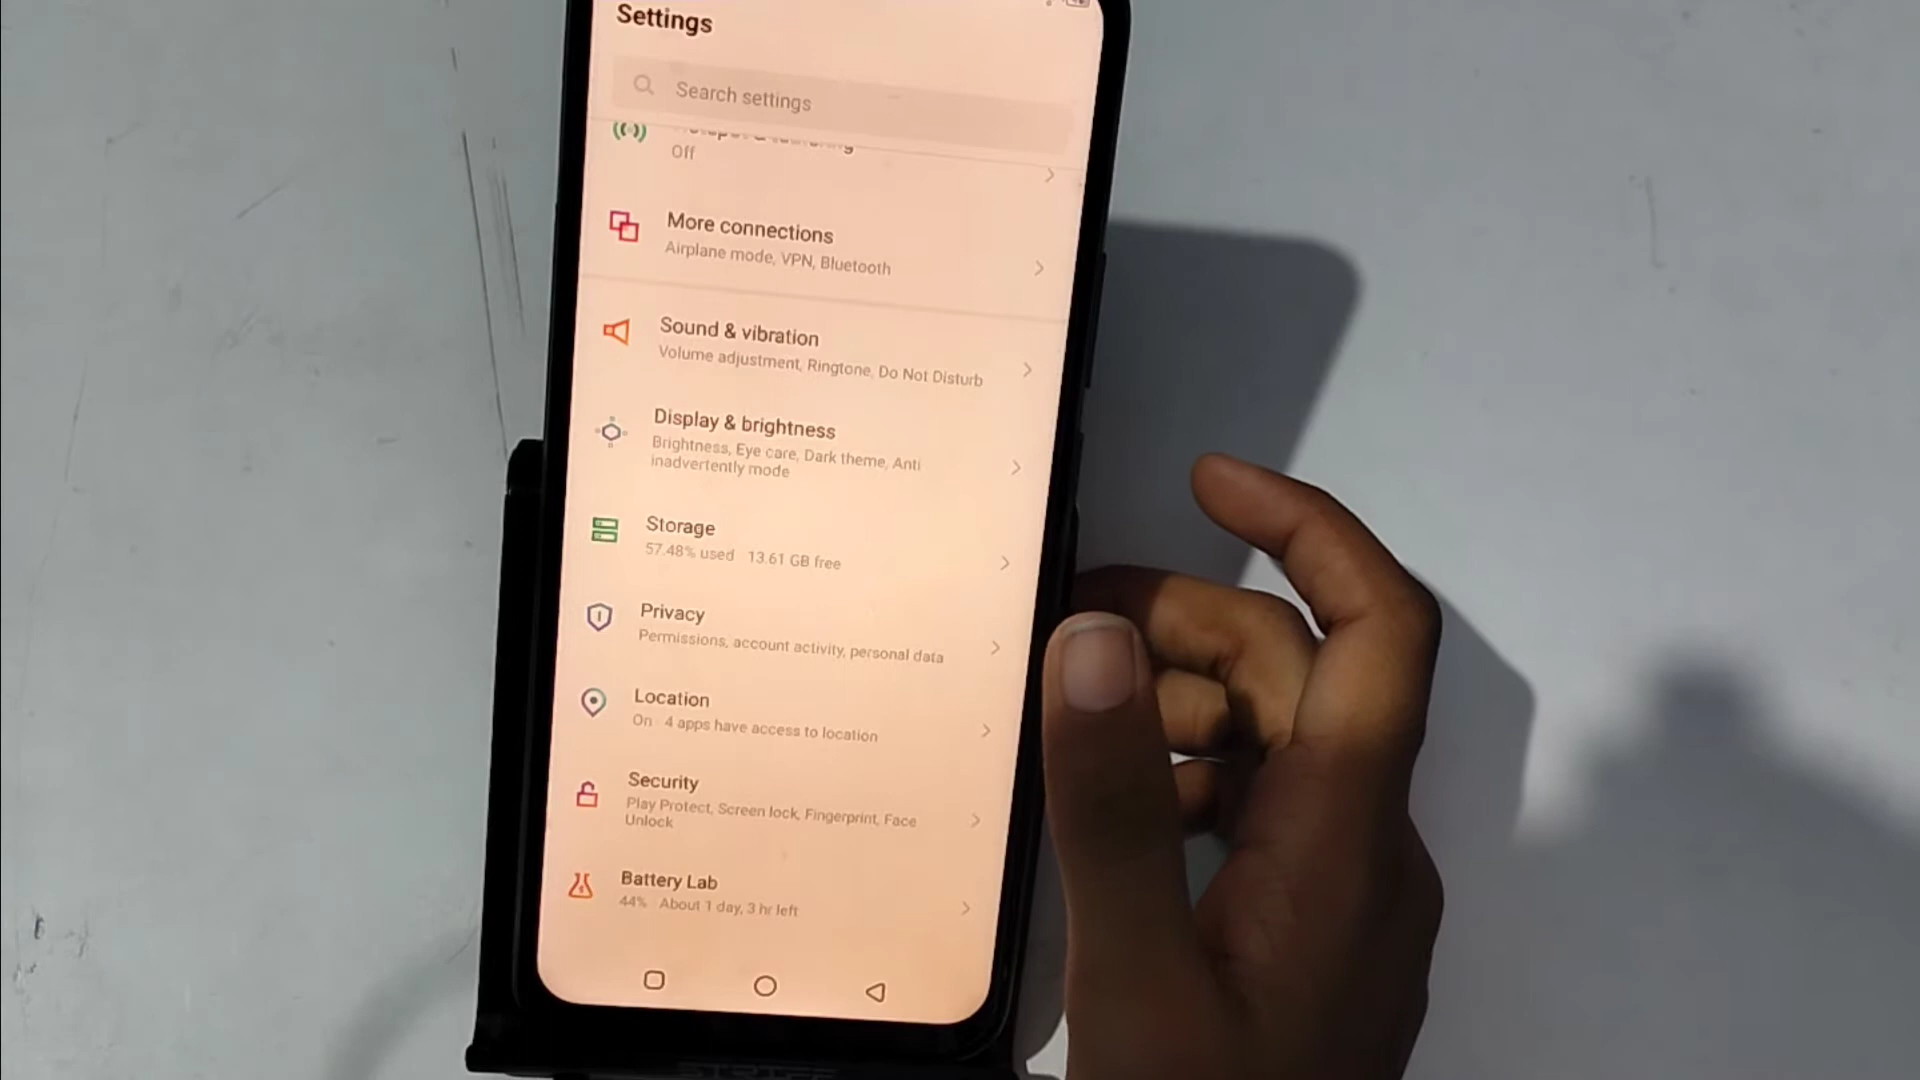 Settings
Search settings
Off
More connections
Airplane mode, VPN, Bluetooth
Sound & vibration
Volume adjustment, Ringtone, Do Not Disturb
Display & brightness
Brightness, Eye care, Dark theme, Anti
inadvertently mode
Storage
57.48% used 13.61 GB free
Privacy
Permissions, account activity, personal data
Location
On 4 apps have access to location
Security
Play Protect, Screen lock, Fingerprint, Face
Unlock
Battery Lab
44% About 1 day, 3 hr left